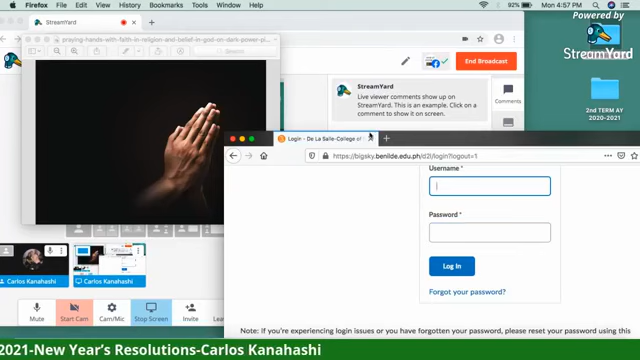 Firefox File Edit View History Bookmarks Tools Window Help
92% Mon 4:57 PM
Powered by
StreamYard
StreamYard
praying-hands-with-faith-in-religion-and-belief-in-god-on-dark-power-pl...
Search
End Broadcast
StreamYard
Live viewer comments show up on
StreamYard. This is an example. Click on a
comment to show it on screen.
Comments
2nd TERM AY
2020-2021
Login - De La Salle-College of
https://bigsky.benilde.edu.ph/d2l/login?logout=1
Username *
Password *
Log In
Forgot your password?
Note: If you're experiencing login issues or you have forgotten your password, please reset your password using this
Carlos Kanahashi
Carlos Kanahashi
Mute
Start Cam
Cam/Mic
Stop Screen
Invite
Lea
2021-New Year's Resolutions-Carlos Kanahashi